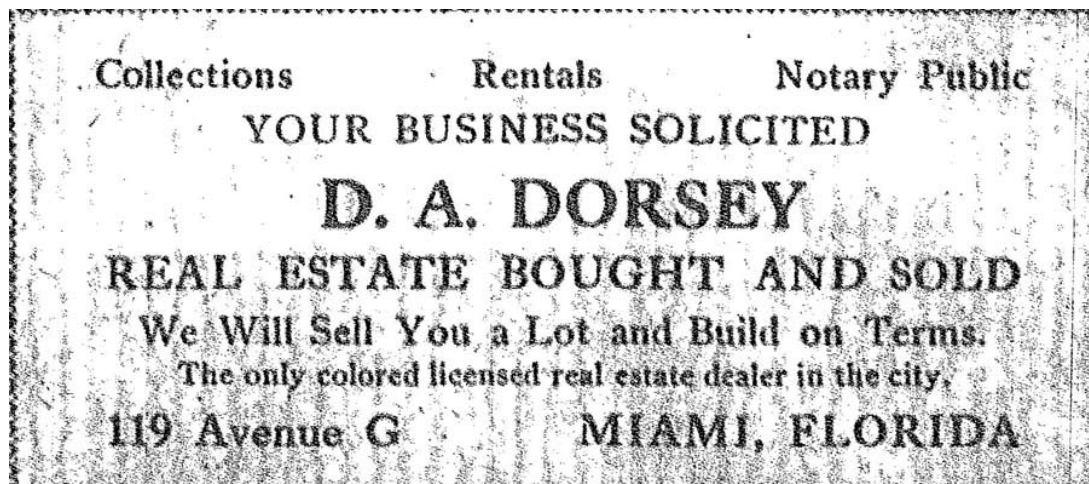 Collections Rentals Notary Public
YOUR BUSINESS SOLICITED
D. A. DORSEY
REAL ESTATE BOUGHT AND SOLD
We Will Sell You a Lot and Build on Terms.
The only colored licensed real estate dealer in the city.
119 Avenue G MIAMI, FLORIDA